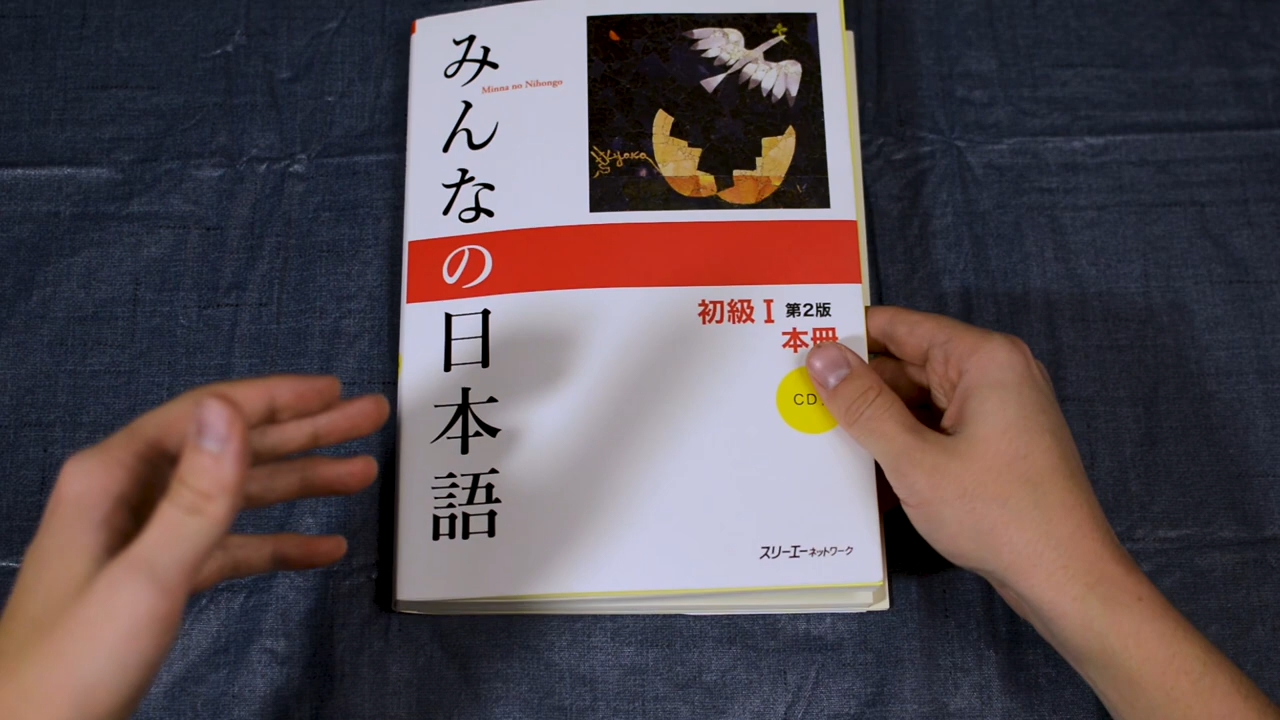 みんなの日本語
Minna no Nihongo
初級Ⅰ 第2版
本冊
CD
スリーエーネットワーク